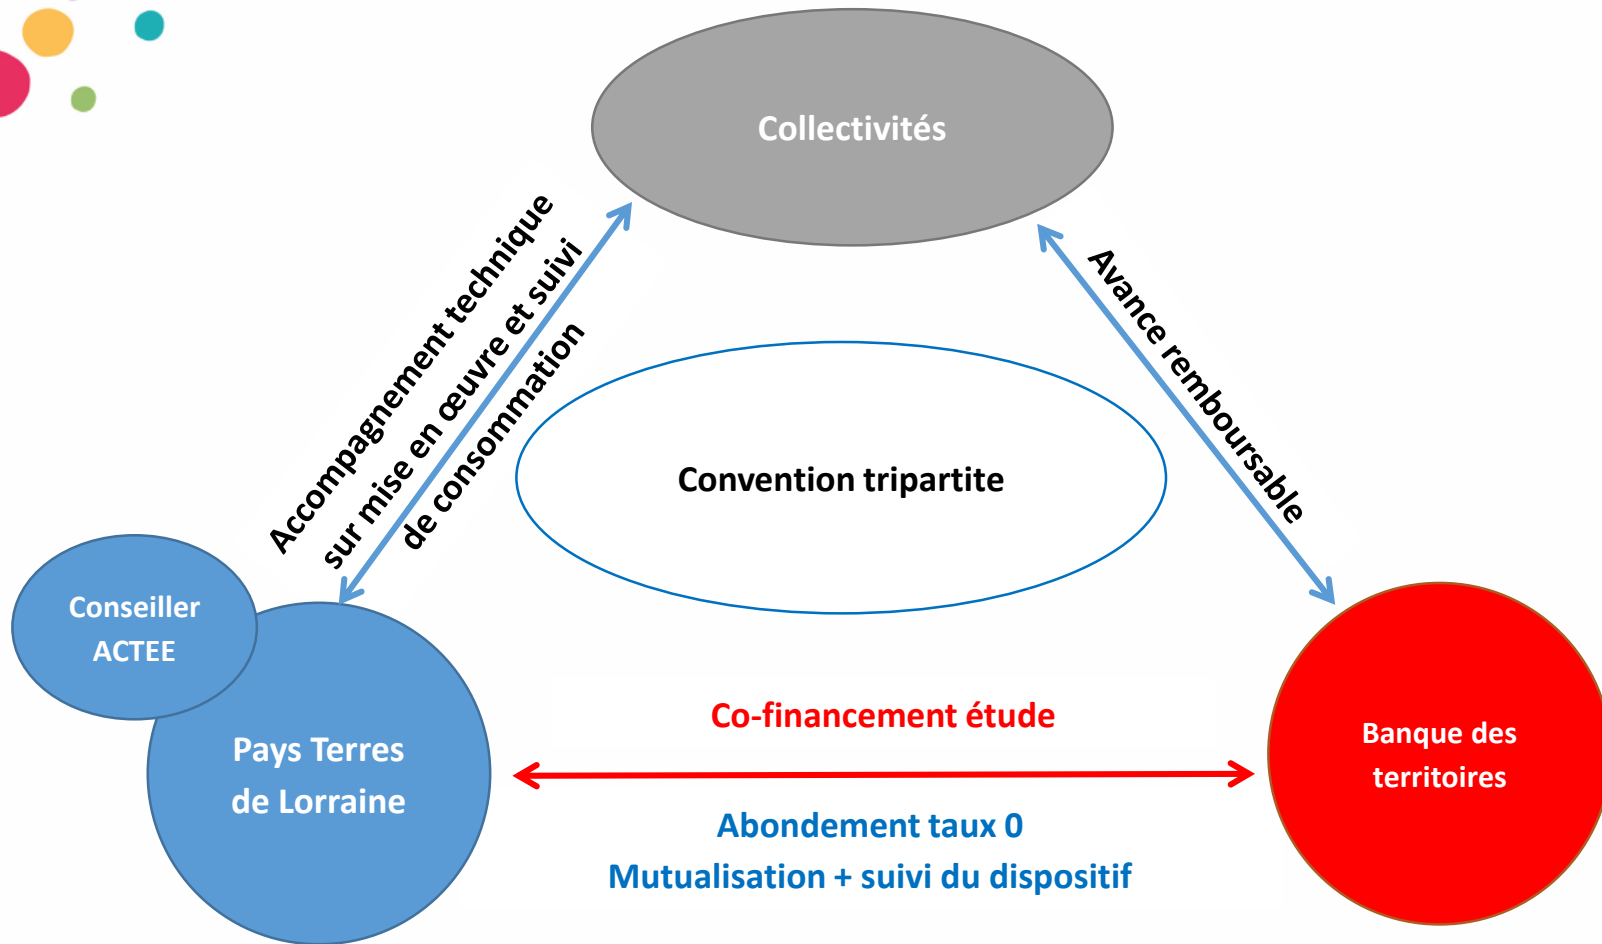 Collectivités
Accompagnement technique
sur mise en œuvre et suivi
de consommation
Avance remboursable
Convention tripartite
Conseiller
ACTEE
Pays Terres
de Lorraine
Co-financement étude
Abondement taux 0
Mutualisation + suivi du dispositif
Banque des
territoires